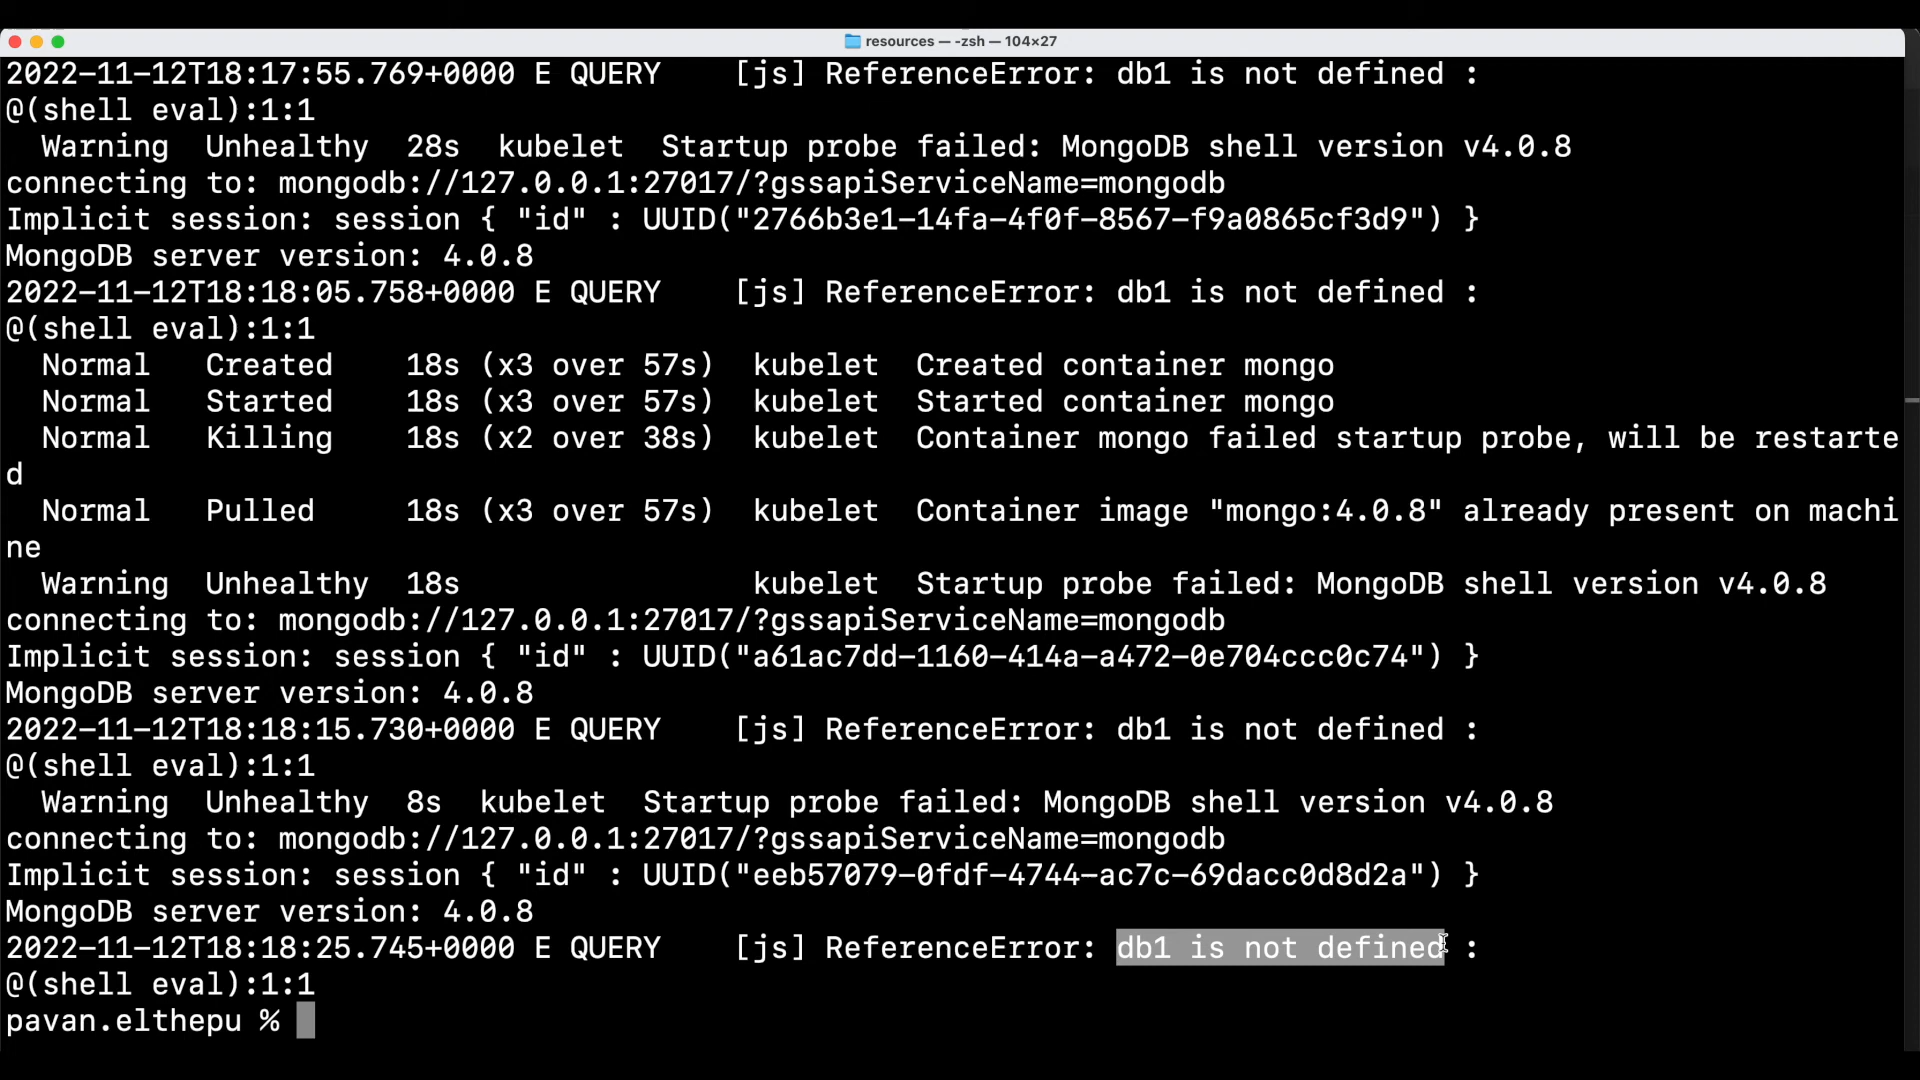 resources — -zsh — 104×27
2022-11-12T18:17:55.769+0000 E QUERY    [js] ReferenceError: db1 is not defined :
@(shell eval):1:1
  Warning  Unhealthy  28s  kubelet  Startup probe failed: MongoDB shell version v4.0.8
connecting to: mongodb://127.0.0.1:27017/?gssapiServiceName=mongodb
Implicit session: session { "id" : UUID("2766b3e1-14fa-4f0f-8567-f9a0865cf3d9") }
MongoDB server version: 4.0.8
2022-11-12T18:18:05.758+0000 E QUERY    [js] ReferenceError: db1 is not defined :
@(shell eval):1:1
  Normal   Created    18s (x3 over 57s)  kubelet  Created container mongo
  Normal   Started    18s (x3 over 57s)  kubelet  Started container mongo
  Normal   Killing    18s (x2 over 38s)  kubelet  Container mongo failed startup probe, will be restarte
d
  Normal   Pulled     18s (x3 over 57s)  kubelet  Container image "mongo:4.0.8" already present on machi
ne
  Warning  Unhealthy  18s                kubelet  Startup probe failed: MongoDB shell version v4.0.8
connecting to: mongodb://127.0.0.1:27017/?gssapiServiceName=mongodb
Implicit session: session { "id" : UUID("a61ac7dd-1160-414a-a472-0e704ccc0c74") }
MongoDB server version: 4.0.8
2022-11-12T18:18:15.730+0000 E QUERY    [js] ReferenceError: db1 is not defined :
@(shell eval):1:1
  Warning  Unhealthy  8s  kubelet  Startup probe failed: MongoDB shell version v4.0.8
connecting to: mongodb://127.0.0.1:27017/?gssapiServiceName=mongodb
Implicit session: session { "id" : UUID("eeb57079-0fdf-4744-ac7c-69dacc0d8d2a") }
MongoDB server version: 4.0.8
2022-11-12T18:18:25.745+0000 E QUERY    [js] ReferenceError: db1 is not defined :
@(shell eval):1:1
pavan.elthepu %